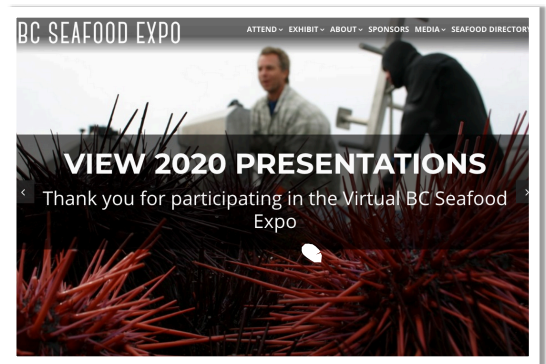 BC SEAFOOD EXPO
ATTEND EXHIBIT ABOUT SPONSORS MEDIA SEAFOOD DIRECTORY
VIEW 2020 PRESENTATIONS
Thank you for participating in the Virtual BC Seafood
Expo